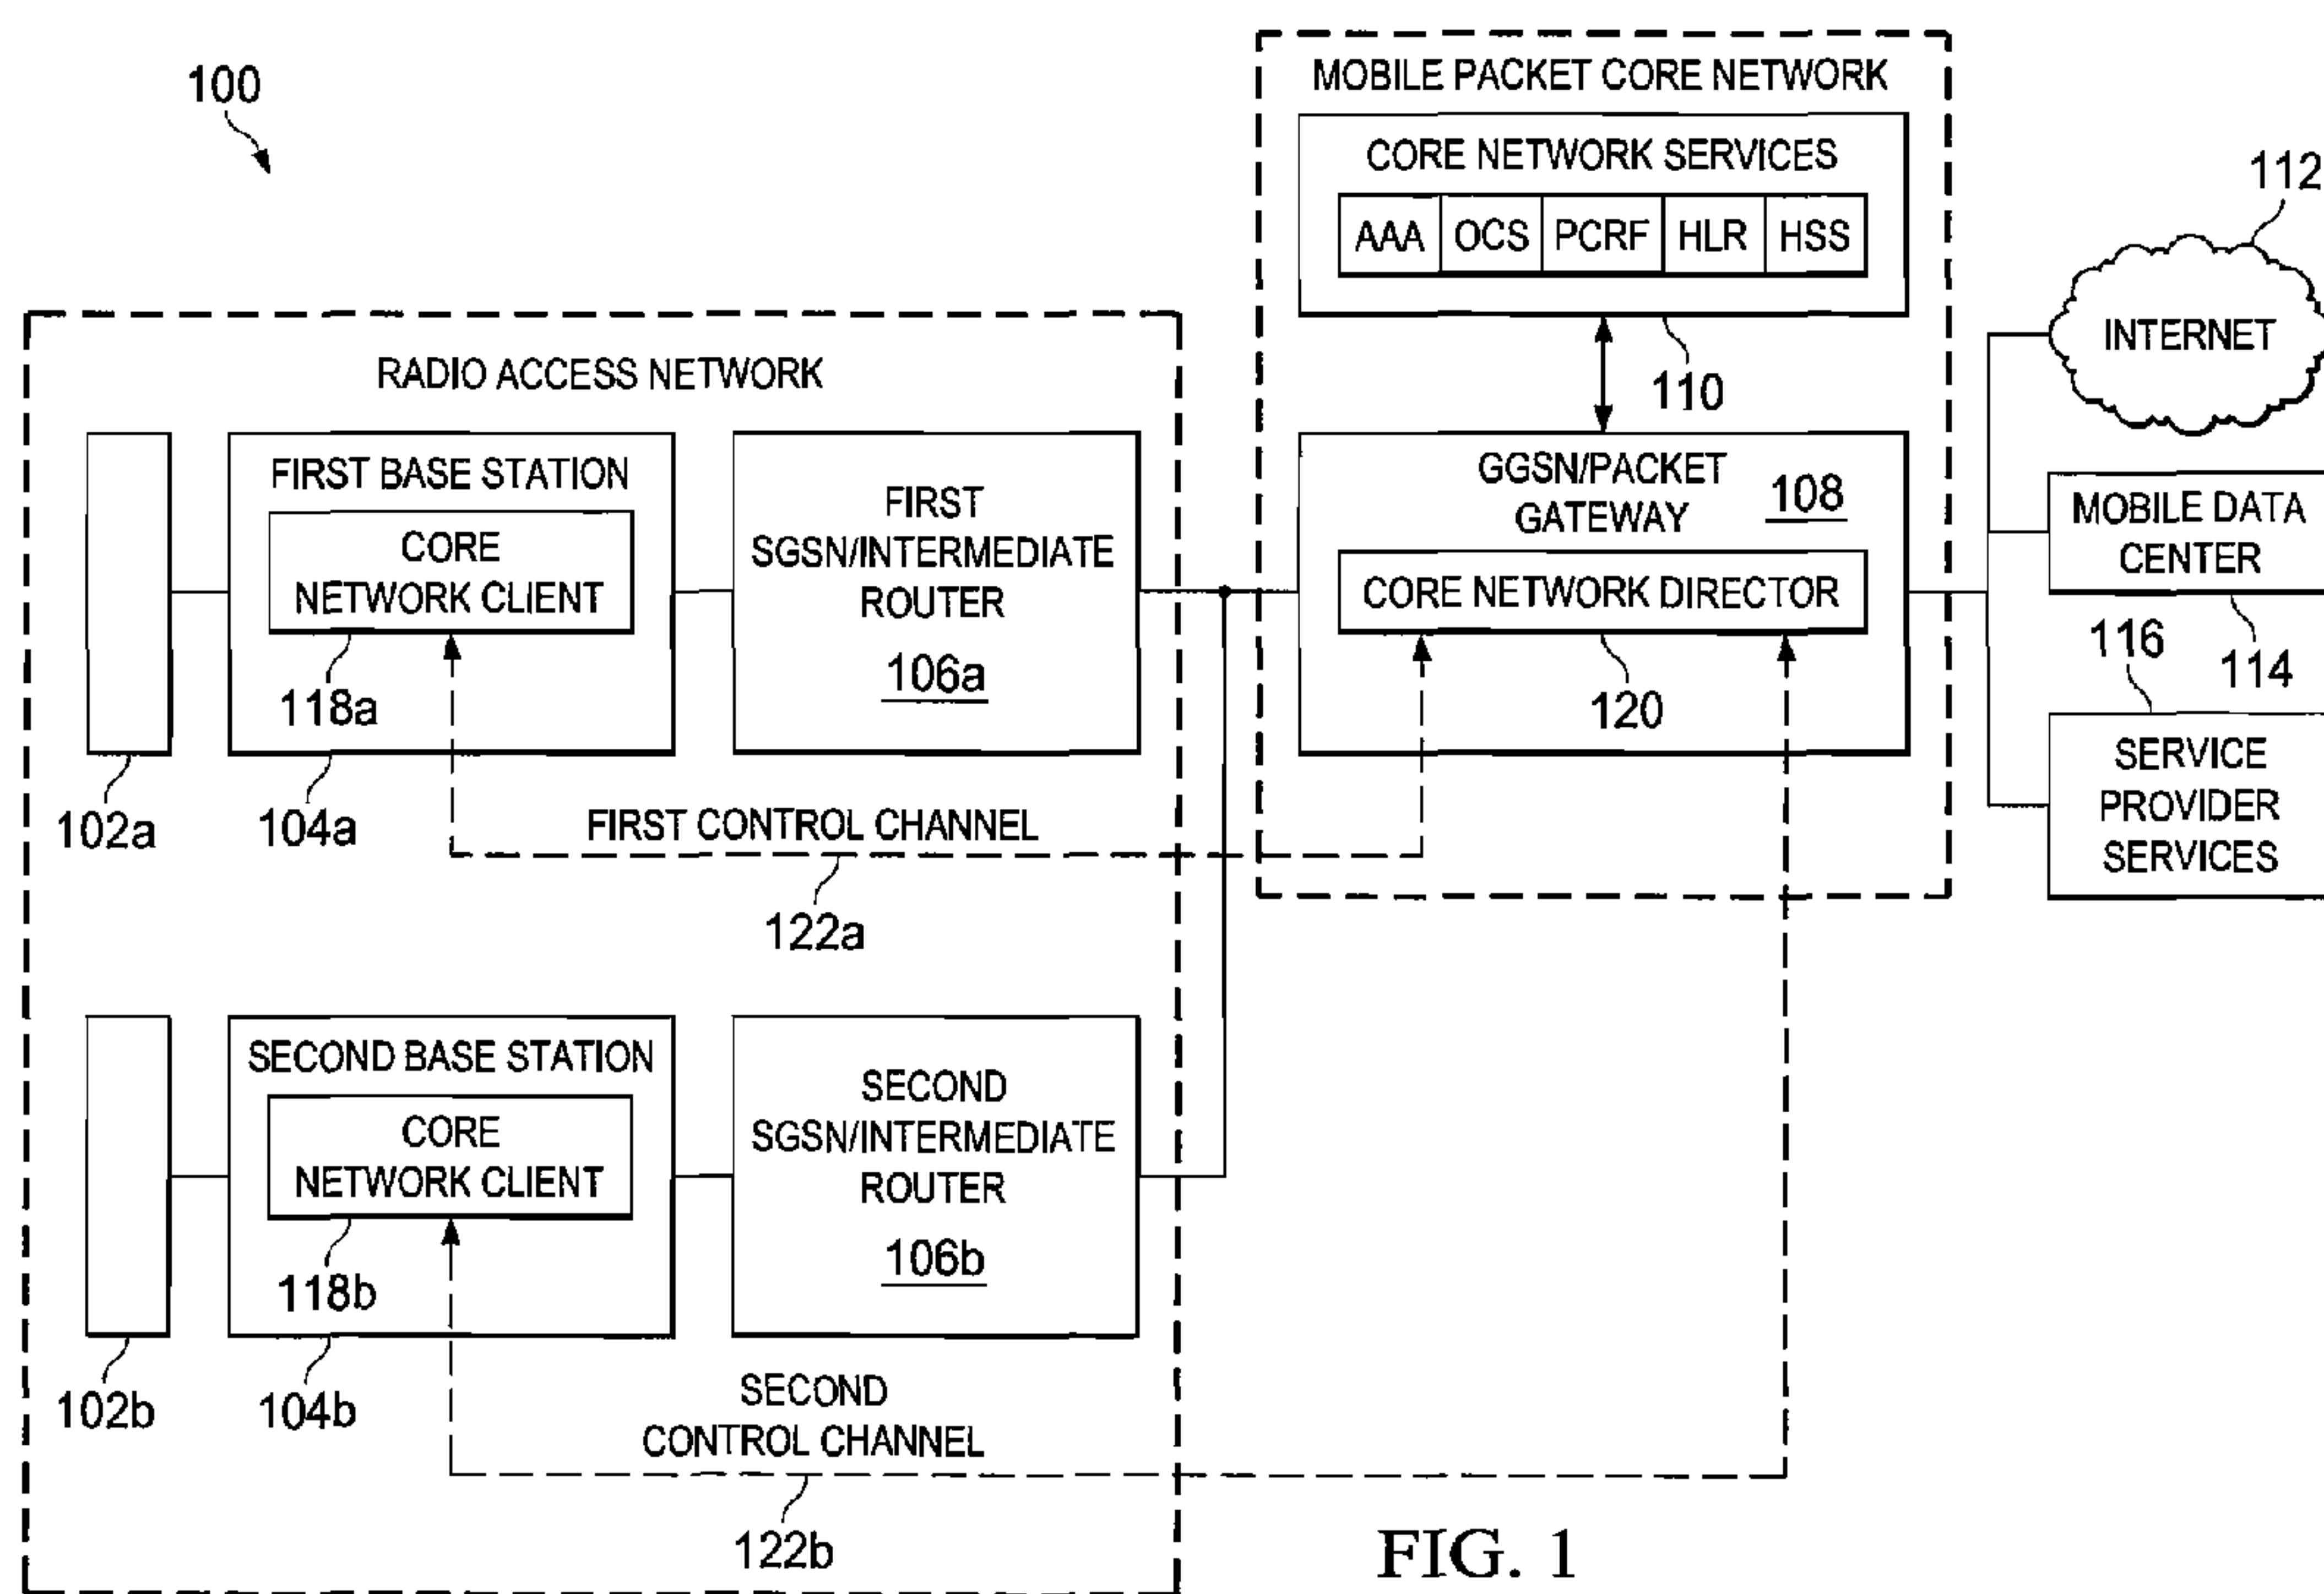 100
MOBILE PACKET CORE NETWORK
CORE NETWORK SERVICES
AAA OCS PCRF HLR HSS
110
112
INTERNET
RADIO ACCESS NETWORK
FIRST BASE STATION
CORE
NETWORK CLIENT
118a
FIRST
SGSN/INTERMEDIATE
ROUTER
106a
GGSN/PACKET
GATEWAY
108
CORE NETWORK DIRECTOR
120
MOBILE DATA
CENTER
114
116
SERVICE
PROVIDER
SERVICES
102a
104a
FIRST CONTROL CHANNEL
122a
SECOND BASE STATION
CORE
NETWORK CLIENT
118b
SECOND
SGSN/INTERMEDIATE
ROUTER
106b
102b
104b
SECOND
CONTROL CHANNEL
122b
FIG. 1